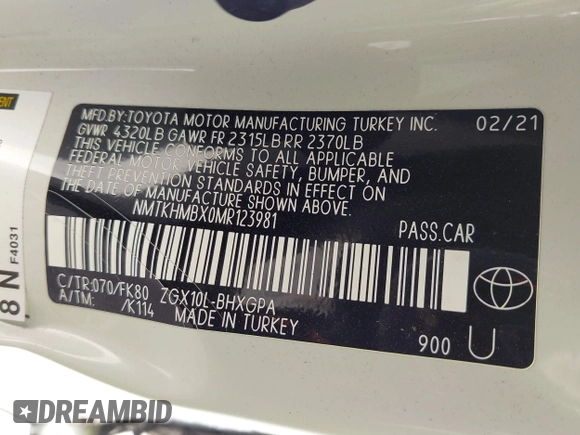 MFD.BY:TOYOTA MOTOR MANUFACTURING TURKEY INC. 02/21
GVWR 4320LB GAWR FR 2315LB RR 2370LB
THIS VEHICLE CONFORMS TO ALL APPLICABLE
FEDERAL MOTOR VEHICLE SAFETY, BUMPER, AND
THEFT PREVENTION STANDARDS IN EFFECT ON
THE DATE OF MANUFACTURE SHOWN ABOVE.
NMTKHMBX0MR123981 PASS.CAR
C/TR:070/FK80 ZGX10L-BHXGPA
A/TM: /K114 MADE IN TURKEY
900 U
8 N F4031
DREAMBID